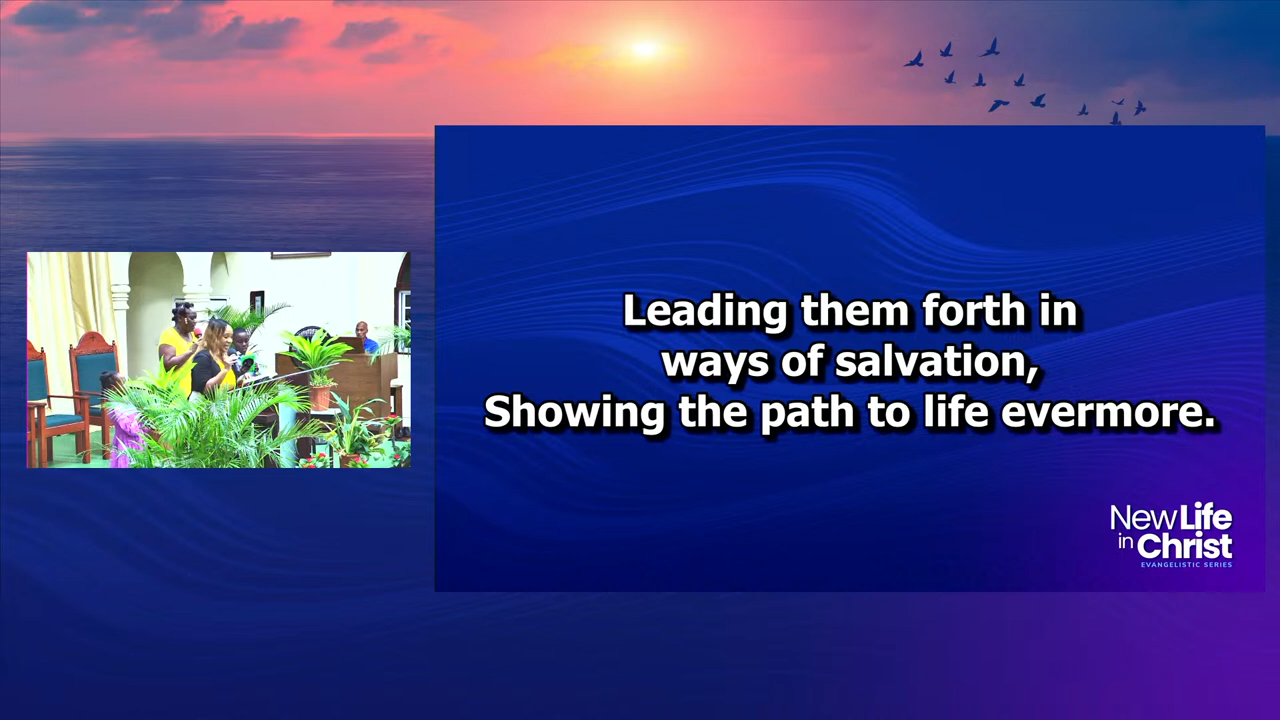 Leading them forth in
ways of salvation,
Showing the path to life evermore.
New Life
in Christ
EVANGELISTIC SERIES